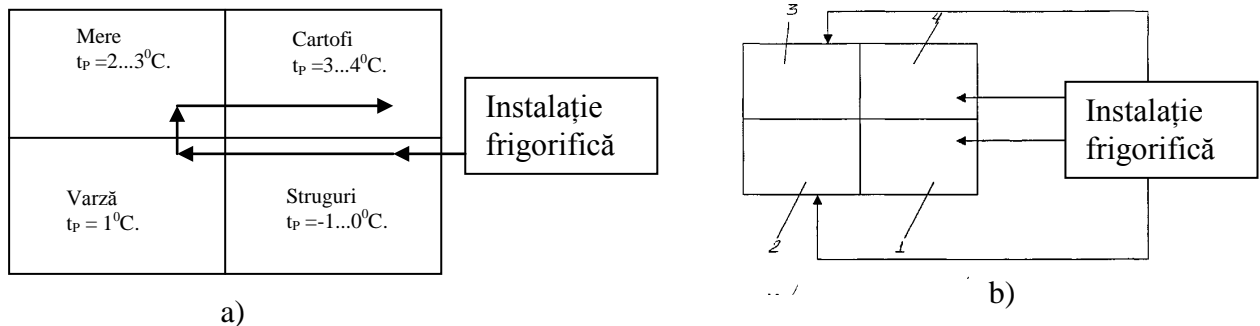 Mere
tP =2...3⁰C.
Cartofi
tP =3...4⁰C.
Varză
tP = 1⁰C.
Struguri
tP =-1...0⁰C.
Instalație
frigorifică
a)
3
4
2
1
Instalație
frigorifică
b)